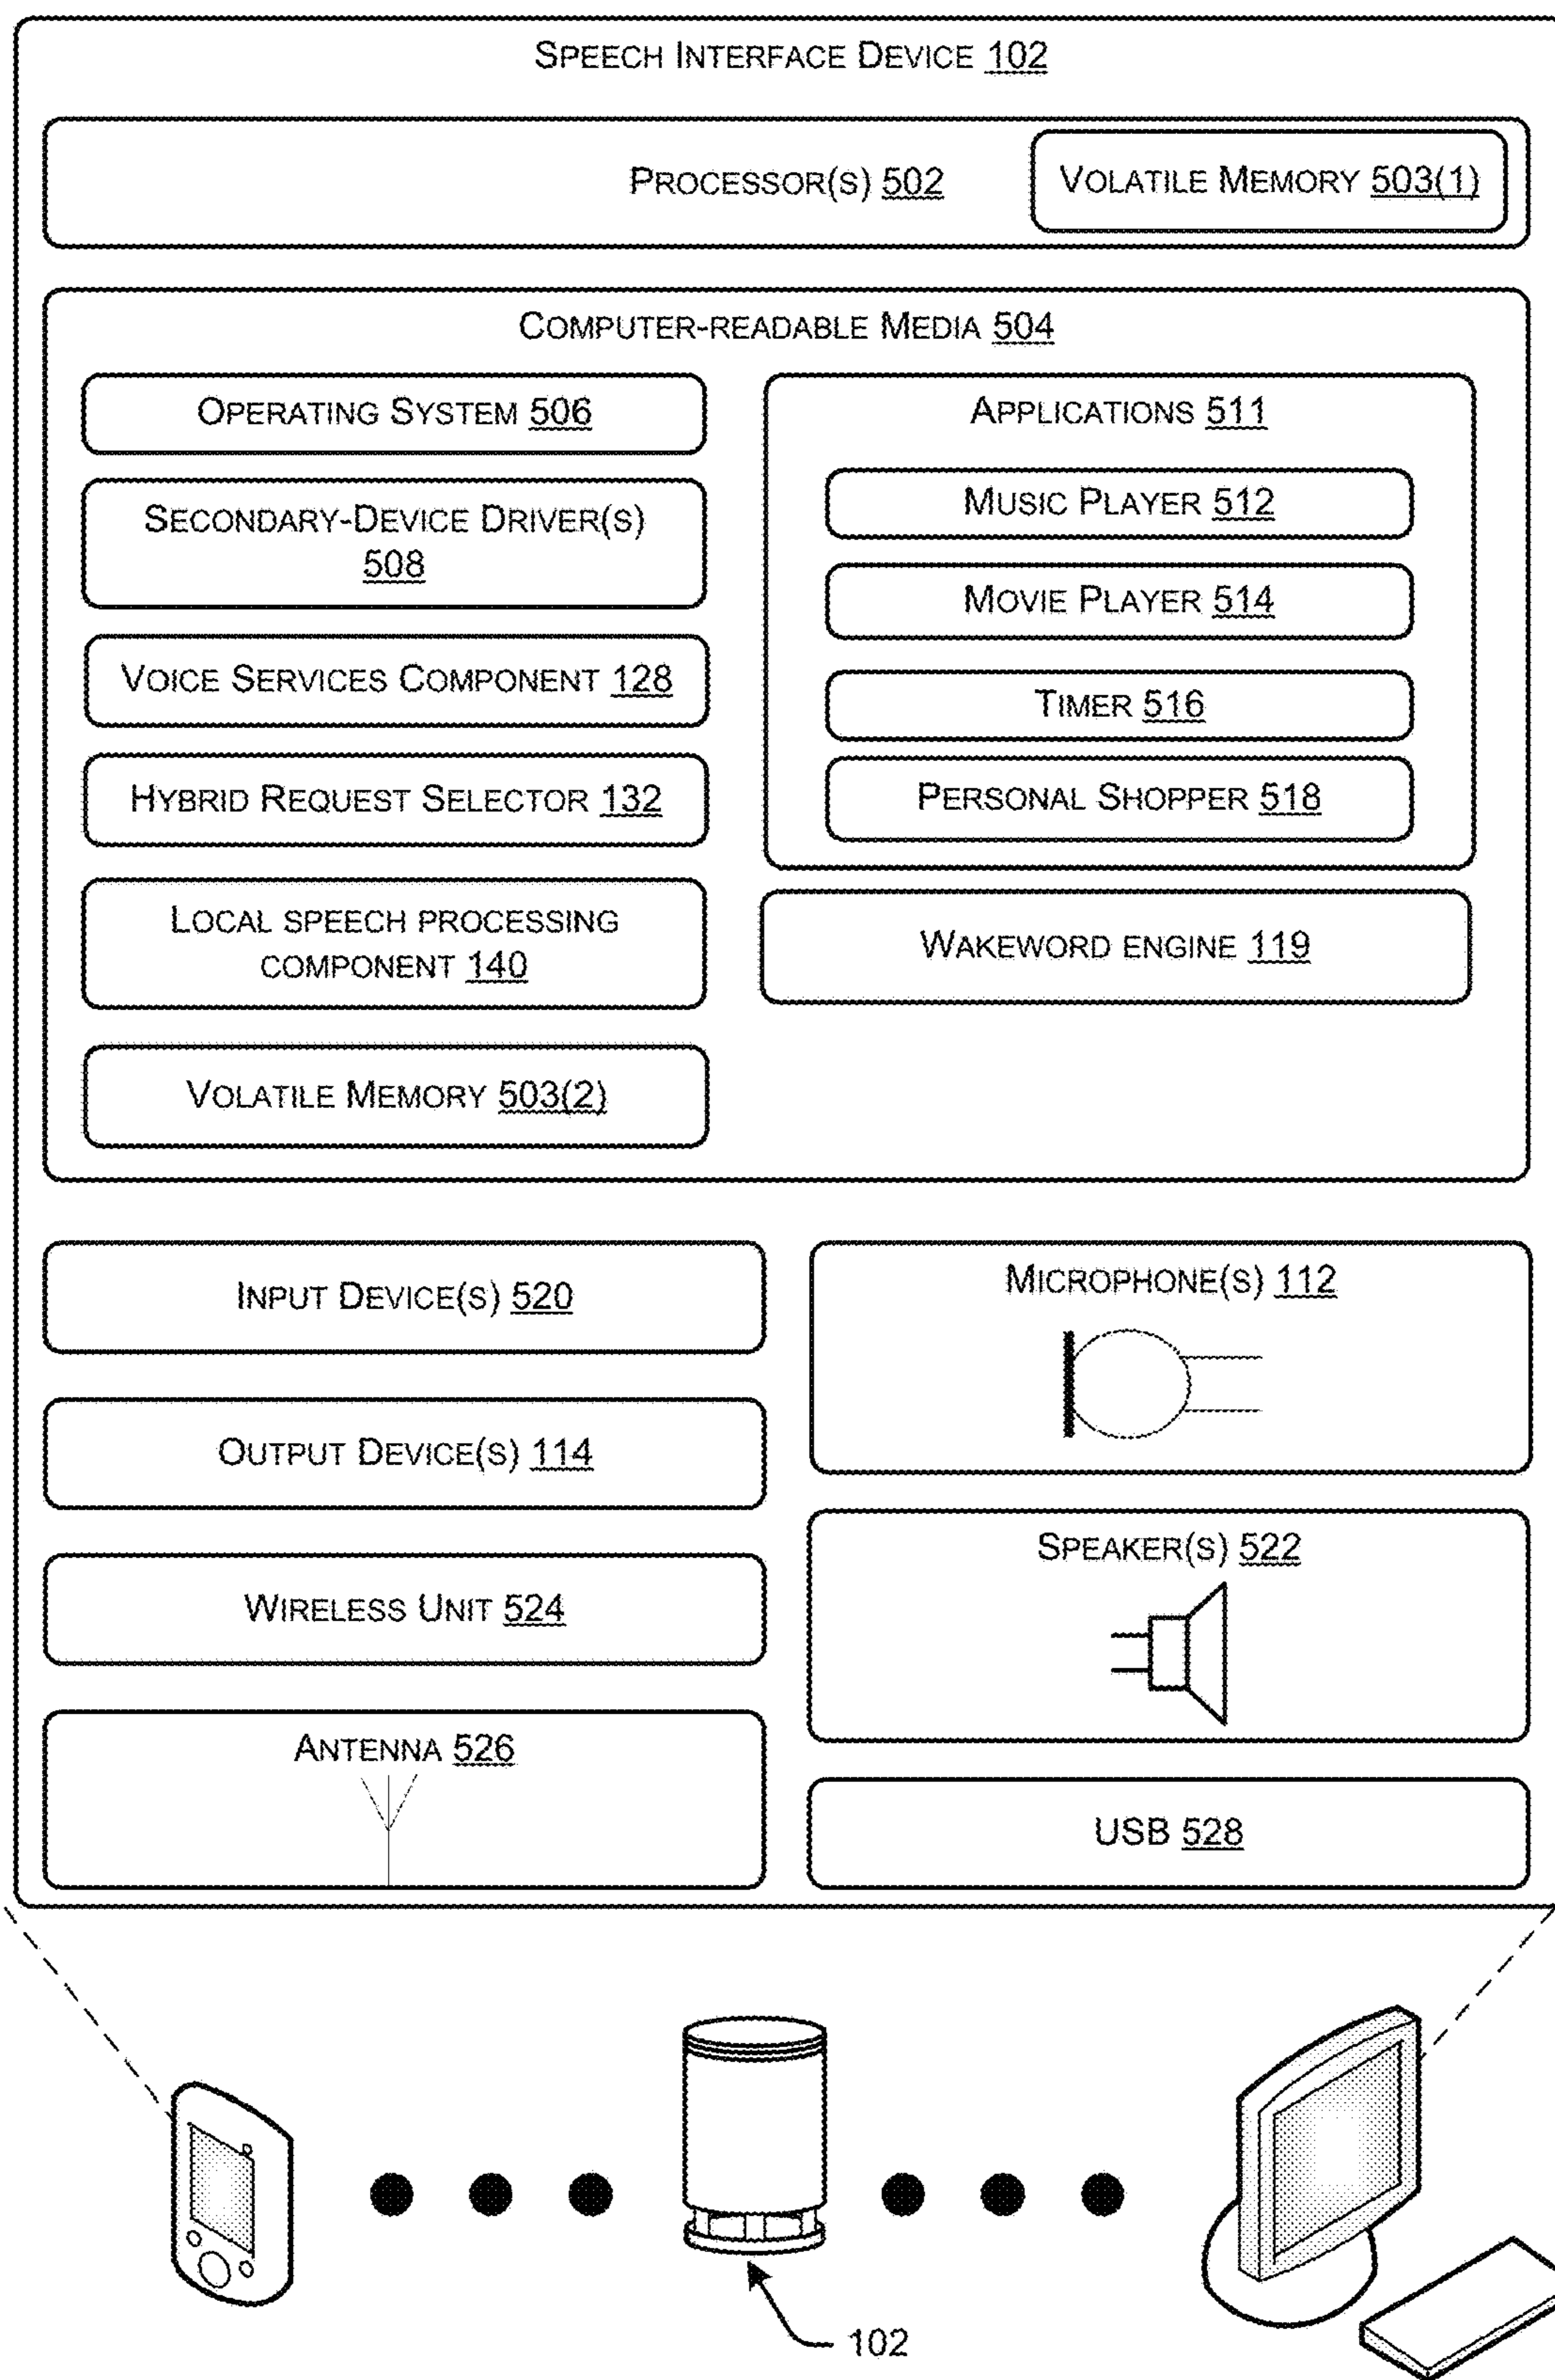 SPEECH INTERFACE DEVICE 102
PROCESSOR(S) 502
VOLATILE MEMORY 503(1)
COMPUTER-READABLE MEDIA 504
OPERATING SYSTEM 506
SECONDARY-DEVICE DRIVER(S)
508
VOICE SERVICES COMPONENT 128
HYBRID REQUEST SELECTOR 132
LOCAL SPEECH PROCESSING
COMPONENT 140
VOLATILE MEMORY 503(2)
APPLICATIONS 511
MUSIC PLAYER 512
MOVIE PLAYER 514
TIMER 516
PERSONAL SHOPPER 518
WAKEWORD ENGINE 119
INPUT DEVICE(S) 520
OUTPUT DEVICE(S) 114
WIRELESS UNIT 524
ANTENNA 526
MICROPHONE(S) 112
SPEAKER(S) 522
USB 528
102